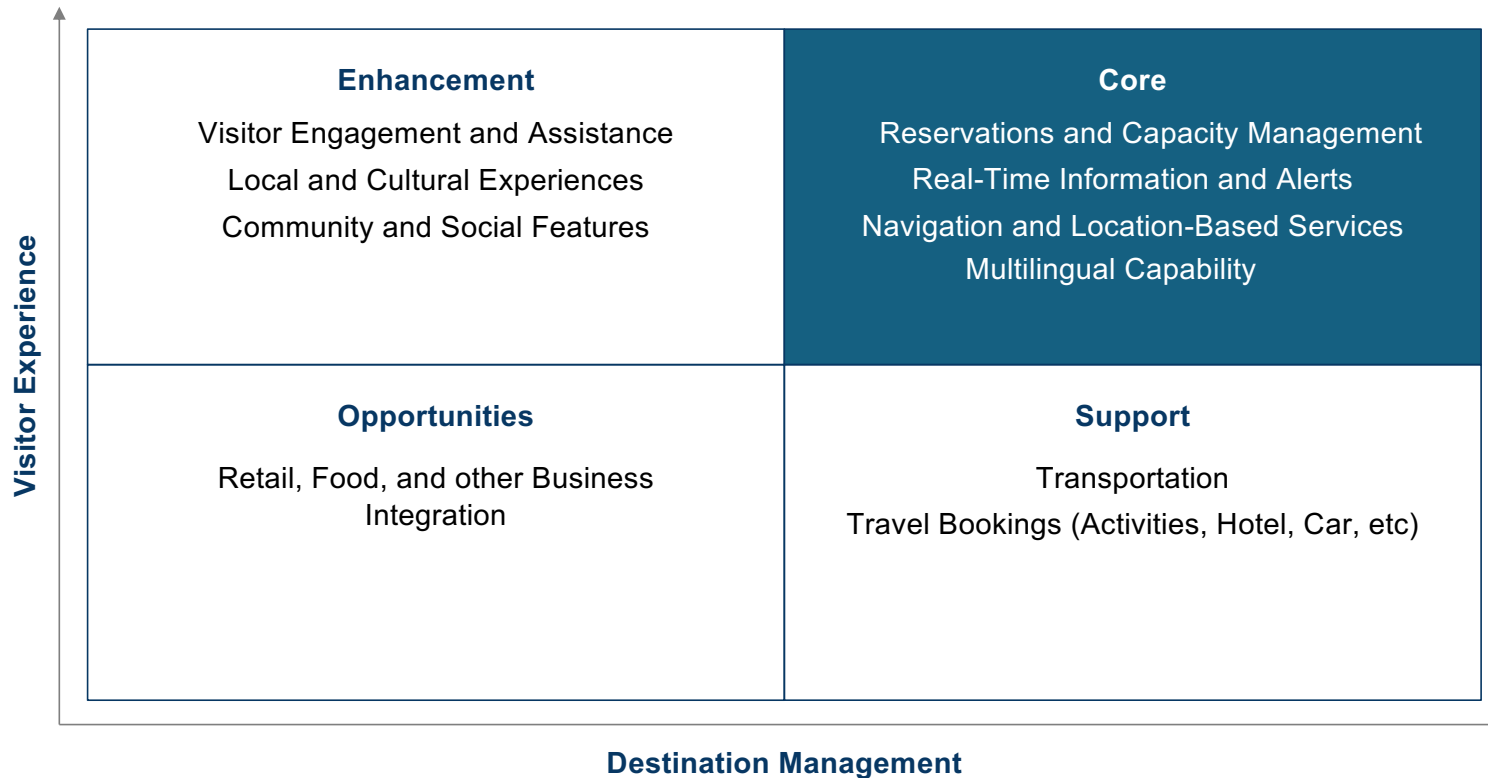 Visitor Experience
Enhancement
Visitor Engagement and Assistance
Local and Cultural Experiences
Community and Social Features
Core
Reservations and Capacity Management
Real-Time Information and Alerts
Navigation and Location-Based Services
Multilingual Capability
Opportunities
Retail, Food, and other Business
Integration
Support
Transportation
Travel Bookings (Activities, Hotel, Car, etc)
Destination Management